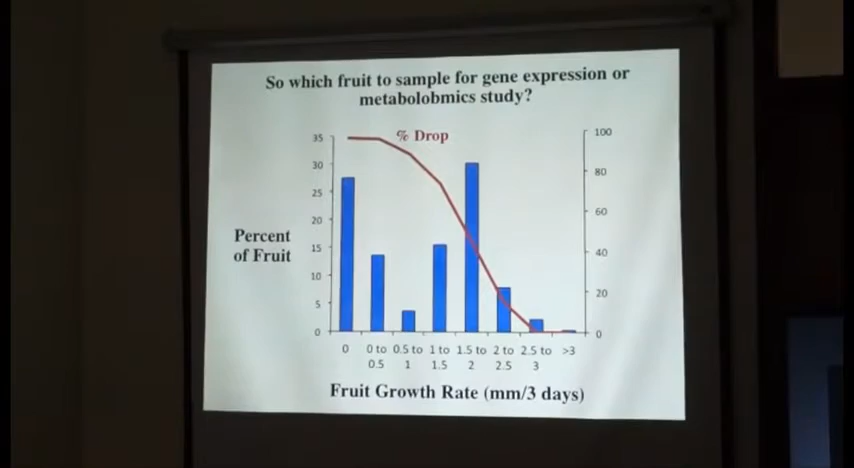 So which fruit to sample for gene expression or
metabolobmics study?
% Drop
35
30
25
20
15
10
5
0
100
80
60
40
20
0
Percent
of Fruit
0 0 to 0.5 to 1 to 1.5 to 2 to 2.5 to >3
0.5 1 1.5 2 2.5 3
Fruit Growth Rate (mm/3 days)